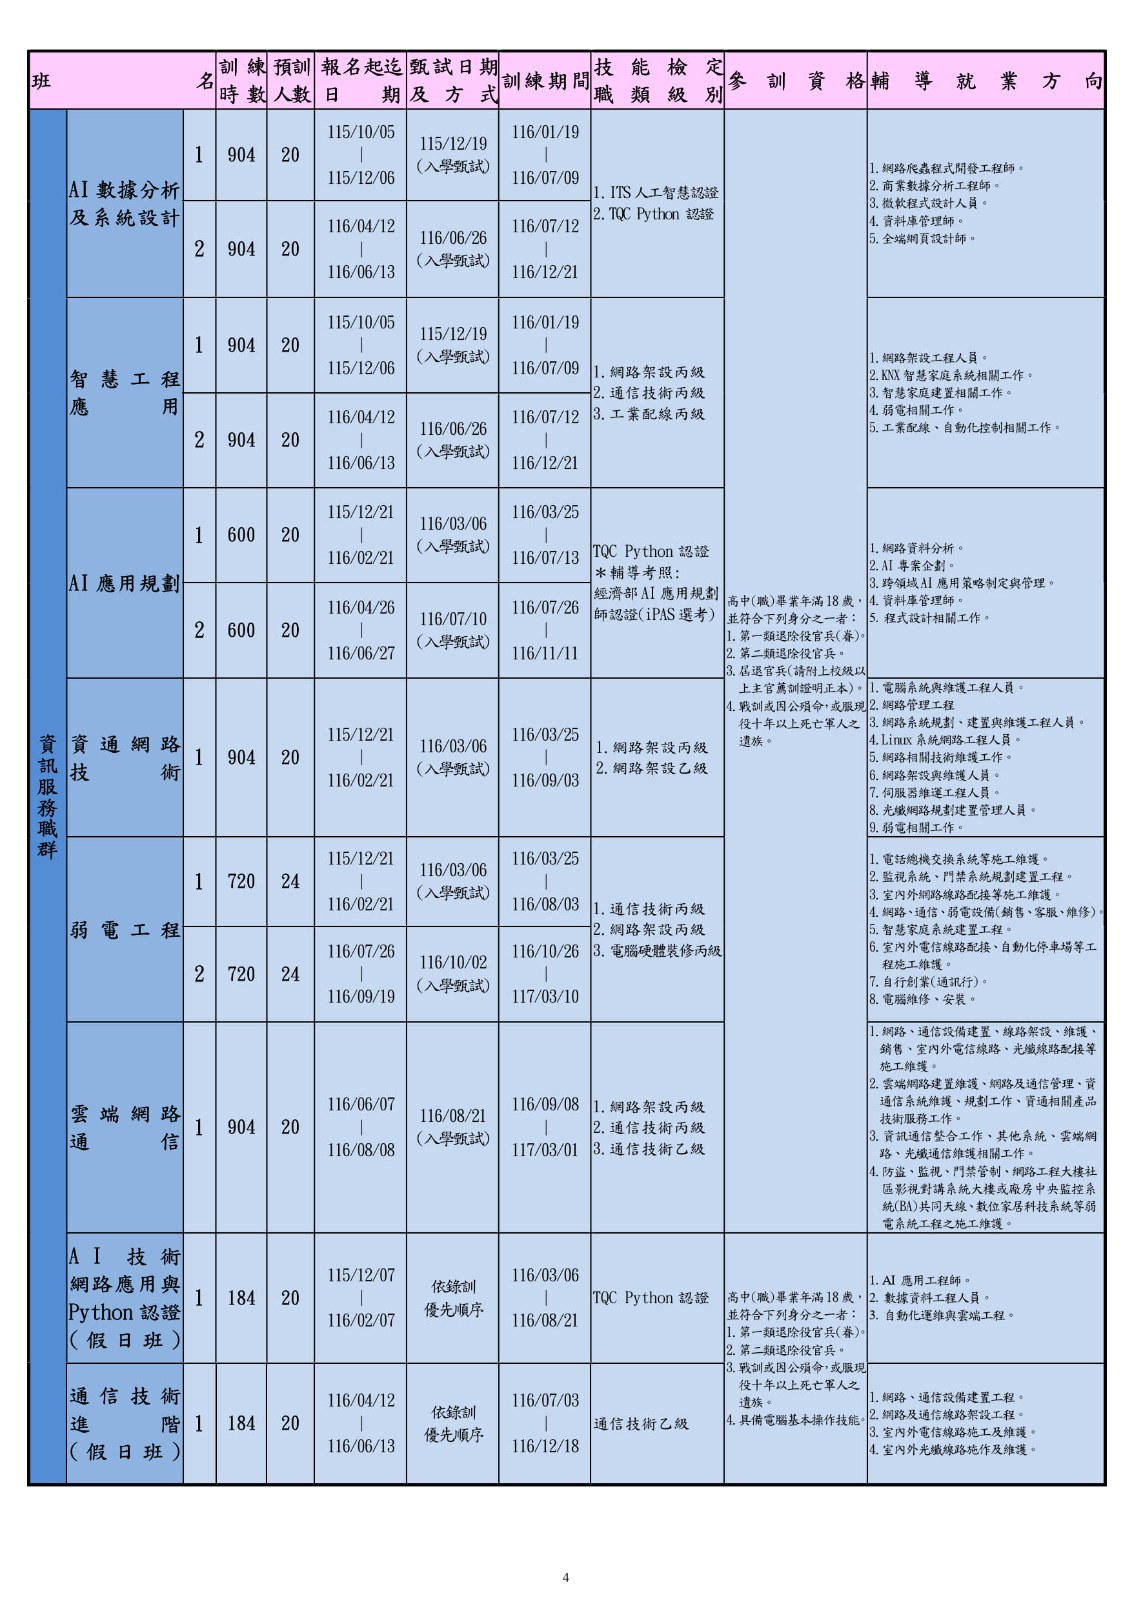 班名
訓練時數
預訓人數
報名起迄日期
甄試日期及方式
訓練期間
技能檢定職類級別
參訓資格
輔導就業方向
資訊服務職群
AI 數據分析
及系統設計
1
904
20
115/10/05
|
115/12/06
115/12/19
(入學甄試)
116/01/19
|
116/07/09
2
904
20
116/04/12
|
116/06/13
116/06/26
(入學甄試)
116/07/12
|
116/12/21
1. ITS 人工智慧認證
2. TQC Python 認證
1. 網路爬蟲程式開發工程師。
2. 商業數據分析工程師。
3. 微軟程式設計人員。
4. 資料庫管理師。
5. 全端網頁設計師。
智慧工程
應用
1
904
20
115/10/05
|
115/12/06
115/12/19
(入學甄試)
116/01/19
|
116/07/09
2
904
20
116/04/12
|
116/06/13
116/06/26
(入學甄試)
116/07/12
|
116/12/21
1. 網路架設丙級
2. 通信技術丙級
3. 工業配線丙級
1. 網路架設工程人員。
2. KNX 智慧家庭系統相關工作。
3. 智慧家庭建置相關工作。
4. 弱電相關工作。
5. 工業配線、自動化控制相關工作。
AI 應用規劃
1
600
20
115/12/21
|
116/02/21
116/03/06
(入學甄試)
116/03/25
|
116/07/13
2
600
20
116/04/26
|
116/06/27
116/07/10
(入學甄試)
116/07/26
|
116/11/11
TQC Python 認證
＊輔導考照:
經濟部 AI 應用規劃
師認證(iPAS 選考)
1. 網路資料分析。
2. AI 專案企劃。
3. 跨領域 AI 應用策略制定與管理。
4. 資料庫管理師。
5. 程式設計相關工作。
高中(職)畢業年滿 18 歲，
並符合下列身分之一者：
1. 第一類退除役官兵(眷)。
2. 第二類退除役官兵。
3. 屆退官兵(請附上校級以
上主官薦訓證明正本)。
4. 戰訓或因公殞命，或服現
役十年以上死亡軍人之
遺族。
資通網路
技術
1
904
20
115/12/21
|
116/02/21
116/03/06
(入學甄試)
116/03/25
|
116/09/03
1. 網路架設丙級
2. 網路架設乙級
1. 電腦系統與維護工程人員。
2. 網路管理工程
3. 網路系統規劃、建置與維護工程人員。
4. Linux 系統網路工程人員。
5. 網路相關技術維護工作。
6. 網路架設與維護人員。
7. 伺服器維運工程人員。
8. 光纖網路規劃建置管理人員。
9. 弱電相關工作。
弱電工程
1
720
24
115/12/21
|
116/02/21
116/03/06
(入學甄試)
116/03/25
|
116/08/03
2
720
24
116/07/26
|
116/09/19
116/10/02
(入學甄試)
116/10/26
|
117/03/10
1. 通信技術丙級
2. 網路架設丙級
3. 電腦硬體裝修丙級
1. 電話總機交換系統等施工維護。
2. 監視系統、門禁系統規劃建置工程。
3. 室內外網路線路配接等施工維護。
4. 網路、通信、弱電設備(銷售、客服、維修)。
5. 智慧家庭系統建置工程。
6. 室內外電信線路配接、自動化停車場等工
程施工維護。
7. 自行創業(通訊行)。
8. 電腦維修、安裝。
雲端網路
通信
1
904
20
116/06/07
|
116/08/08
116/08/21
(入學甄試)
116/09/08
|
117/03/01
1. 網路架設丙級
2. 通信技術丙級
3. 通信技術乙級
1. 網路、通信設備建置、線路架設、維護、
銷售、室內外電信線路、光纖線路配接等
施工維護。
2. 雲端網路建置維護、網路及通信管理、資
通信系統維護、規劃工作、資通相關產品
技術服務工作。
3. 資訊通信整合工作、其他系統、雲端網
路、光纖通信維護相關工作。
4. 防盜、監視、門禁管制、網路工程大樓社
區影視對講系統大樓或廠房中央監控系
統(BA)共同天線、數位家居科技系統等弱
電系統工程之施工維護。
AI 技術
網路應用與
Python 認證
(假日班)
1
184
20
115/12/07
|
116/02/07
依錄訓
優先順序
116/03/06
|
116/08/21
TQC Python 認證
1. AI 應用工程師。
2. 數據資料工程人員。
3. 自動化運維與雲端工程。
高中(職)畢業年滿 18 歲，
並符合下列身分之一者：
1. 第一類退除役官兵(眷)。
2. 第二類退除役官兵。
3. 戰訓或因公殞命，或服現
役十年以上死亡軍人之
遺族。
4. 具備電腦基本操作技能。
通信技術
進階
(假日班)
1
184
20
116/04/12
|
116/06/13
依錄訓
優先順序
116/07/03
|
116/12/18
通信技術乙級
1. 網路、通信設備建置工程。
2. 網路及通信線路架設工程。
3. 室內外電信線路施工及維護。
4. 室內外光纖線路施作及維護。
4